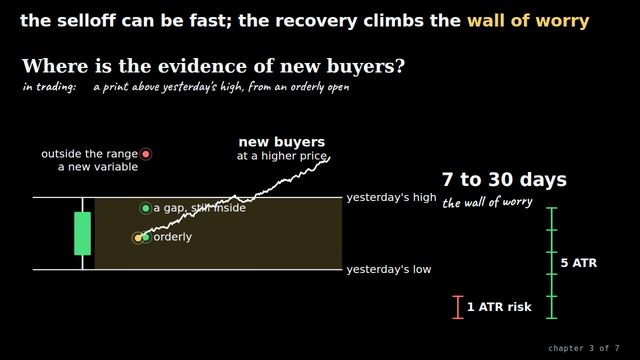 the selloff can be fast; the recovery climbs the wall of worry
Where is the evidence of new buyers?
in trading: a print above yesterday's high, from an orderly open
new buyers
at a higher price
outside the range
a new variable
7 to 30 days
the wall of worry
yesterday's high
a gap, still inside
orderly
yesterday's low
5 ATR
1 ATR risk
chapter 3 of 7